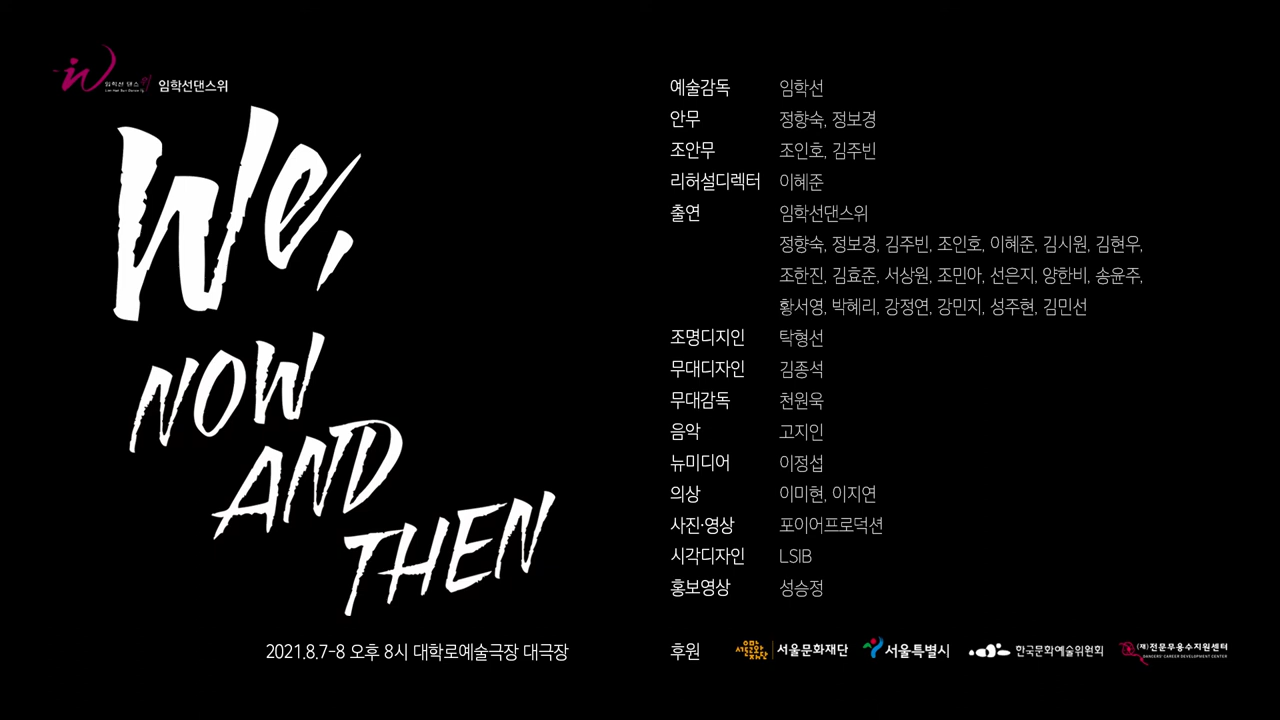 임학선 댄스 위
임학선댄스위
We,
NOW
AND
THEN
2021.8.7-8 오후 8시 대학로예술극장 대극장
예술감독 임학선
안무 정향숙, 정보경
조안무 조인호, 김주빈
리허설디렉터 이혜준
출연 임학선댄스위
정향숙, 정보경, 김주빈, 조인호, 이혜준, 김시원, 김현우,
조한진, 김효준, 서상원, 조민아, 선은지, 양한비, 송윤주,
황서영, 박혜리, 강정연, 강민지, 성주현, 김민선
조명디지인 탁형선
무대디자인 김종석
무대감독 천원욱
음악 고지인
뉴미디어 이정섭
의상 이미현, 이지연
사진·영상 포이어프로덕션
시각디자인 LSIB
홍보영상 성승정
후원 서울문화재단 서울특별시 한국문화예술위원회 (재)전문무용수지원센터
DANCERS' CAREER DEVELOPMENT CENTER